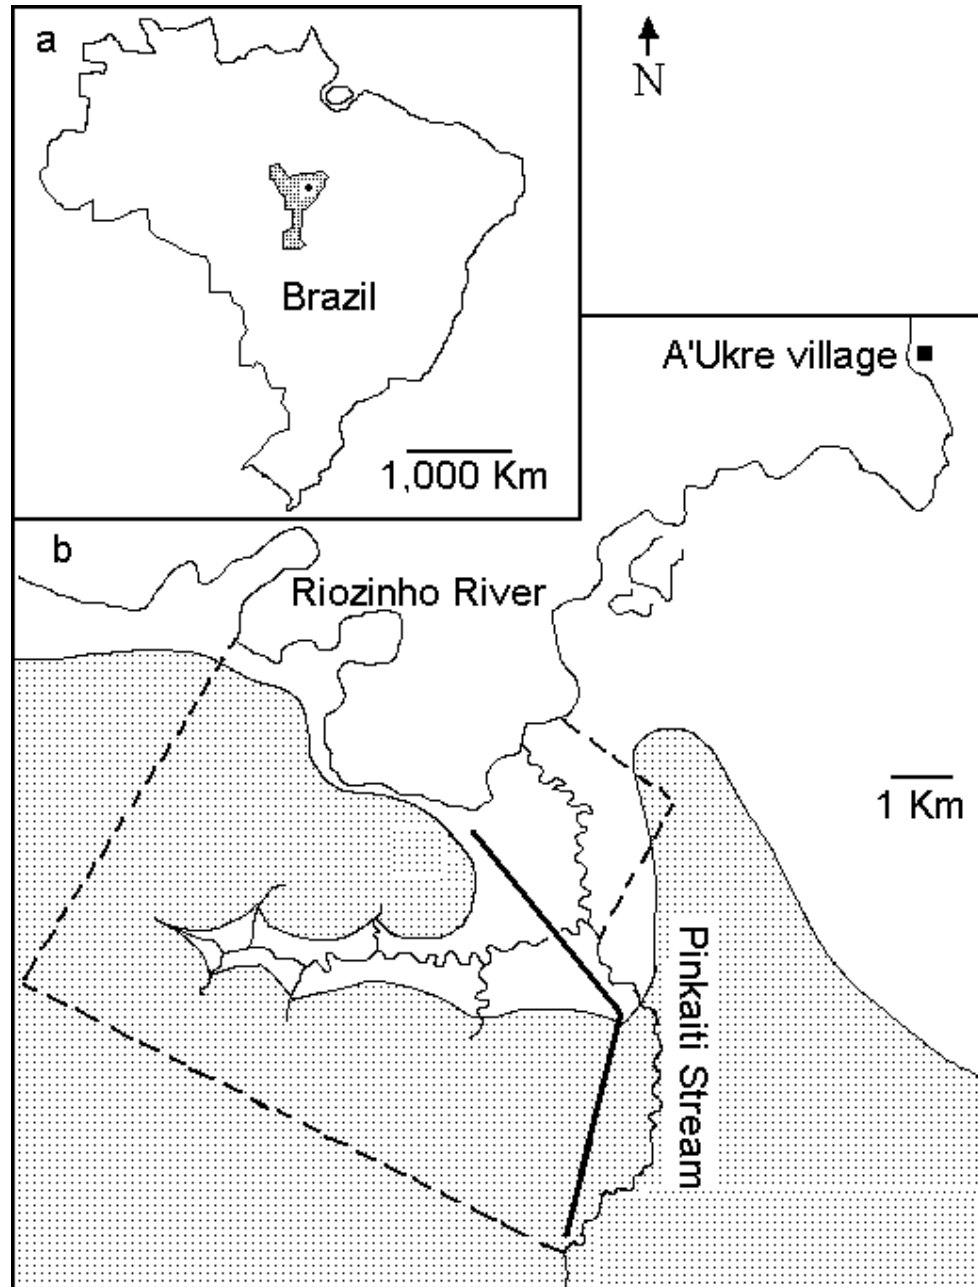 a
N
Brazil
1,000 Km
A'Ukre village
b
Riozinho River
1 Km
Pinkaiti Stream